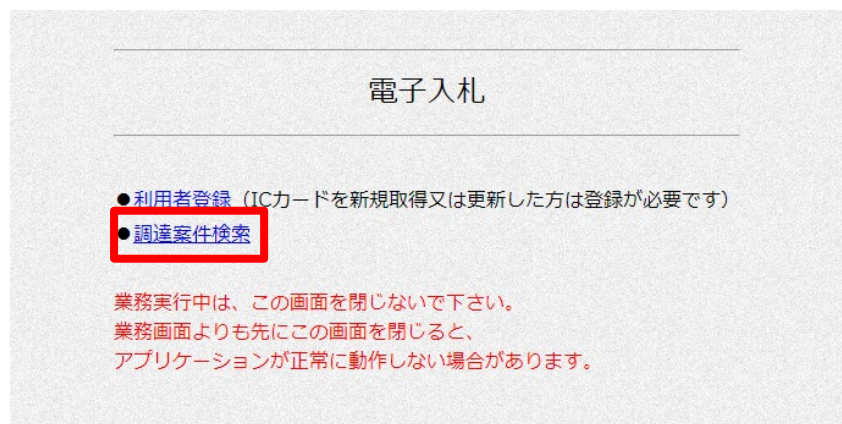 電子入札
●利用者登録（ICカードを新規取得又は更新した方は登録が必要です）
●調達案件検索
業務実行中は、この画面を閉じないで下さい。
業務画面よりも先にこの画面を閉じると、
アプリケーションが正常に動作しない場合があります。